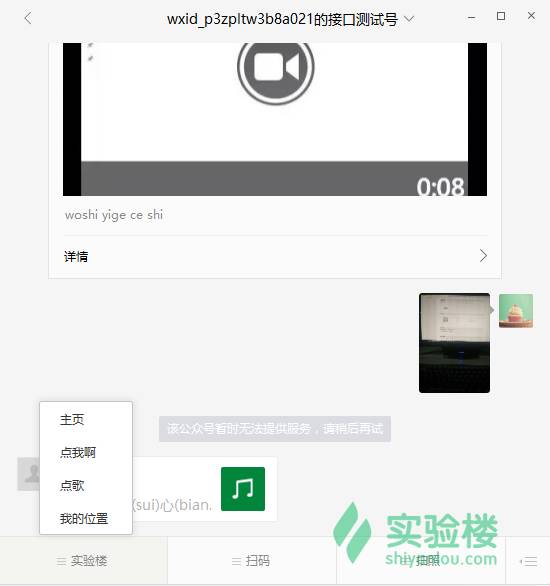 wxid_p3zpltw3b8a021的接口测试号
0:08
woshi yige ce shi
详情
该公众号暂时无法提供服务，请稍后再试
主页
点我啊
点歌
我的位置
(sui)心(bian.
实验楼
扫码
拍照
实验楼
shiyanlou.com